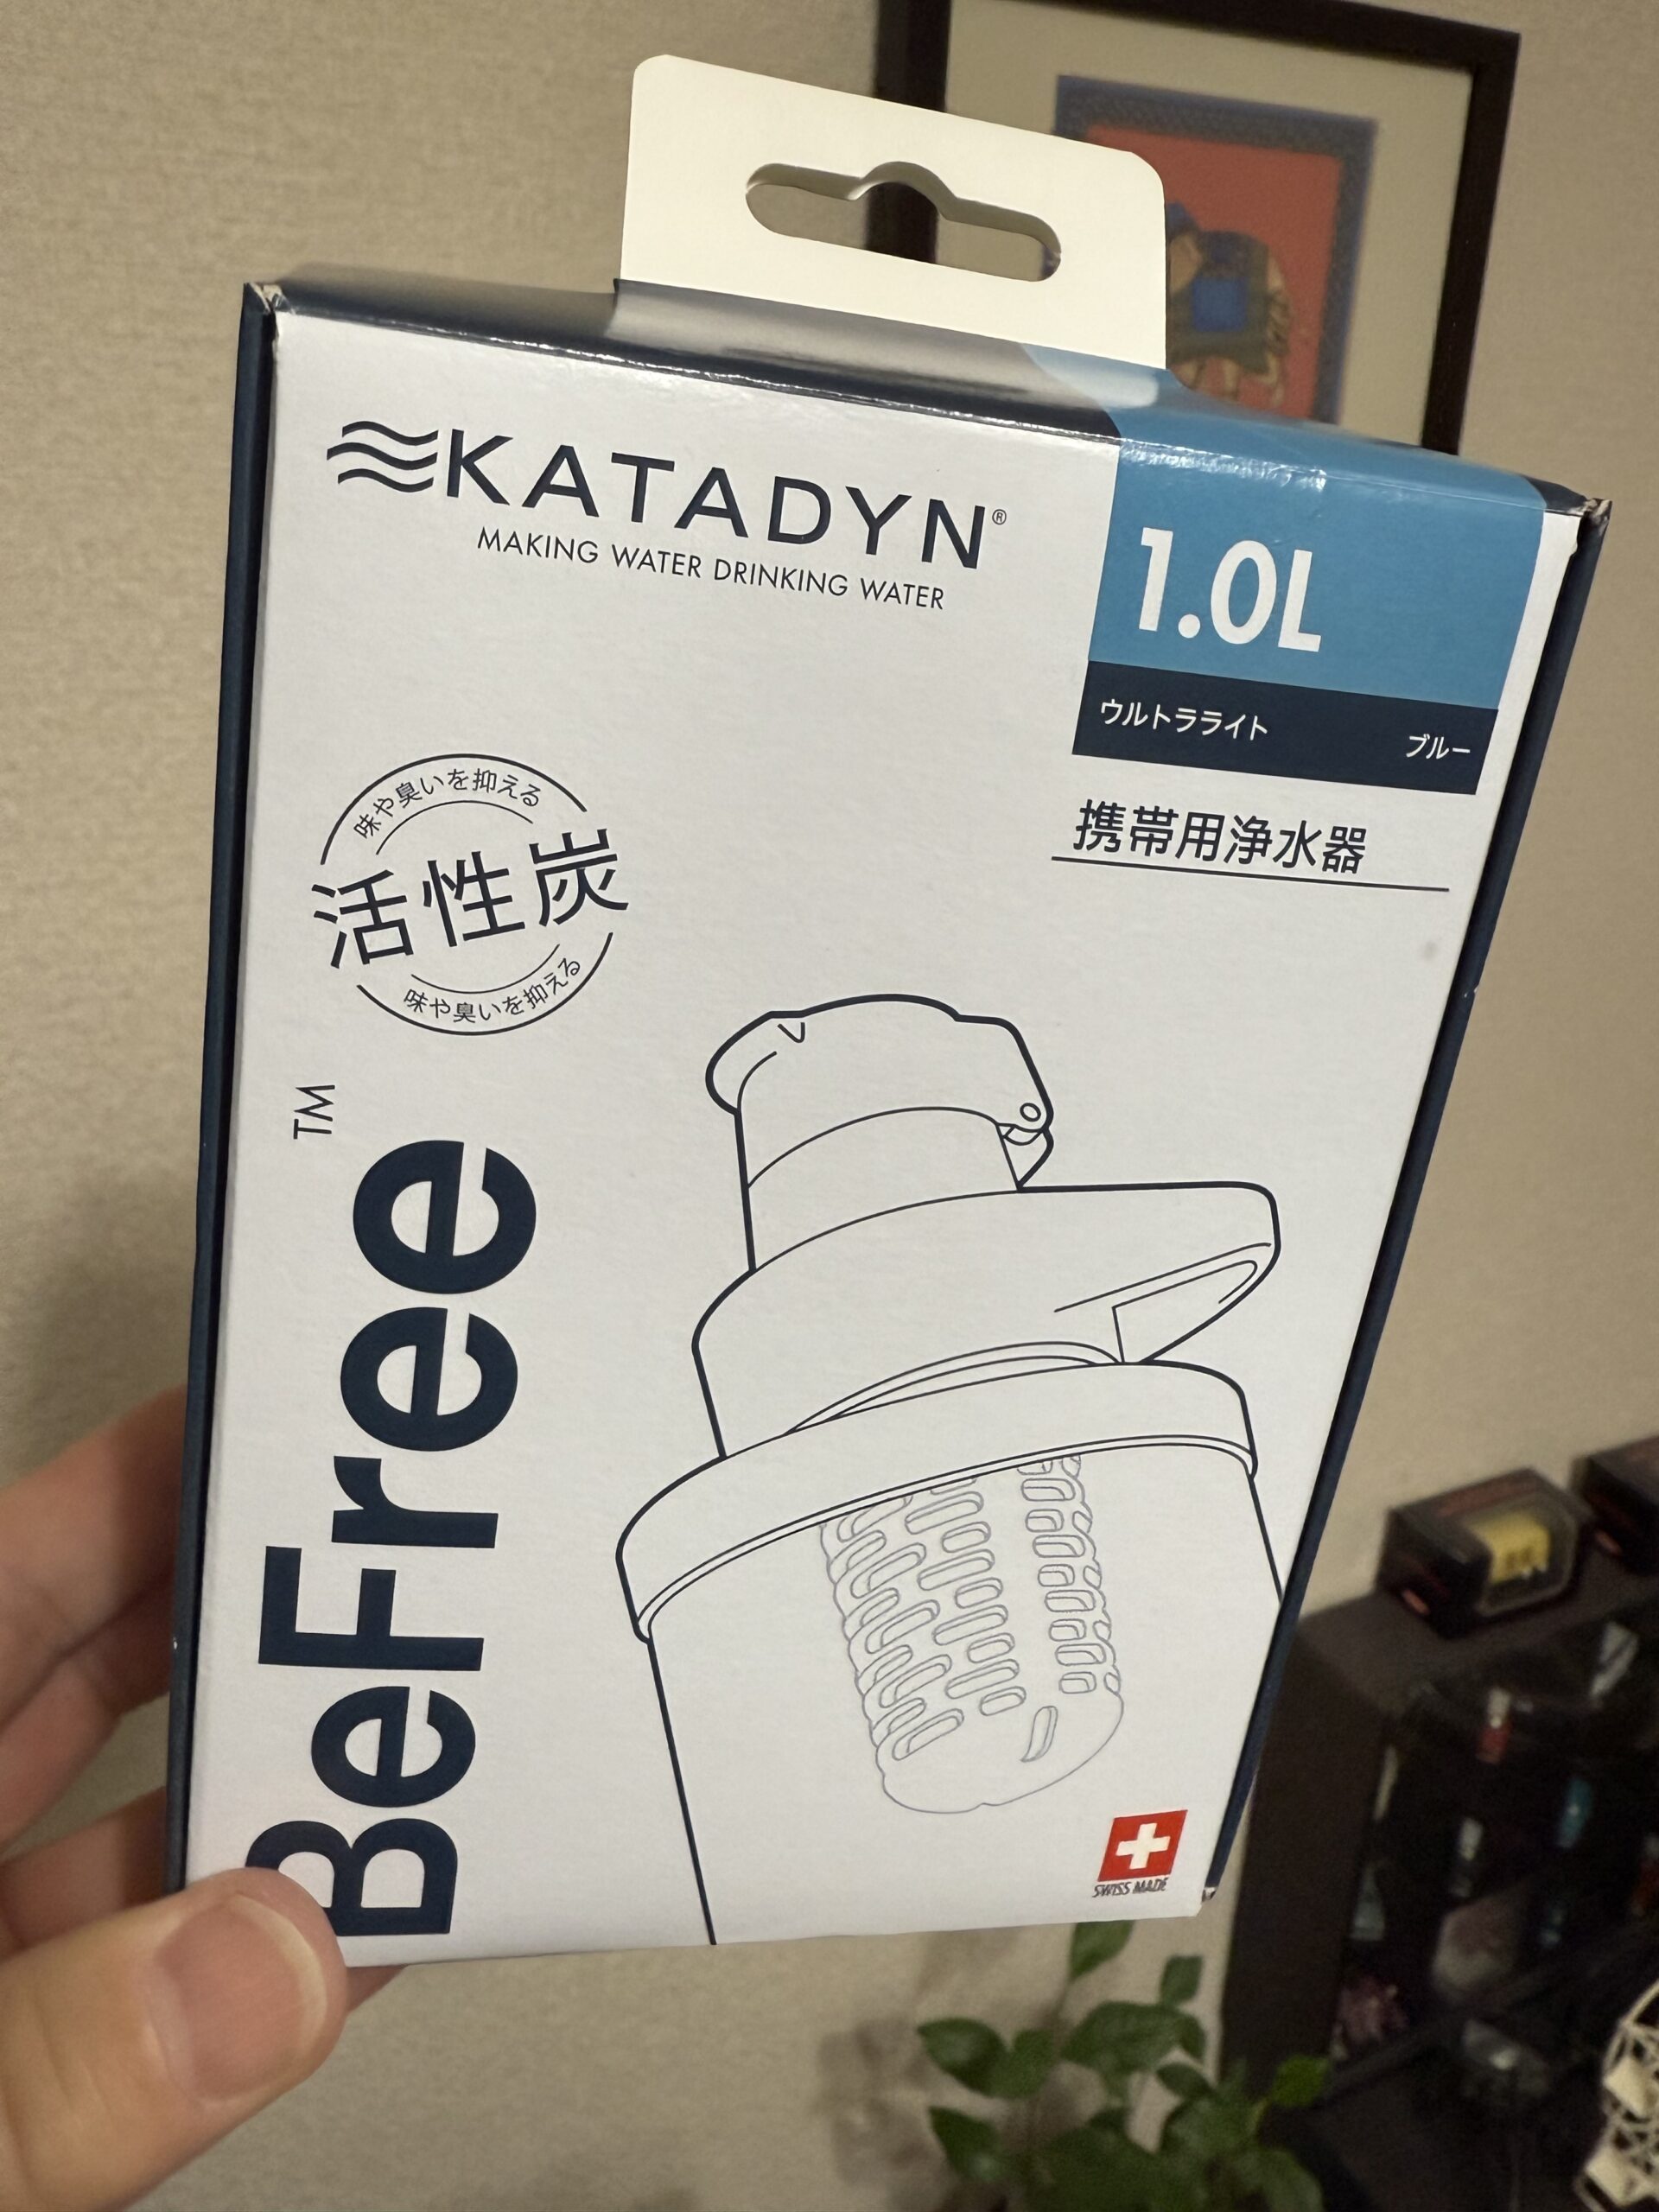 KATADYN®
MAKING WATER DRINKING WATER
1.0L
ウルトラライト ブルー
携帯用浄水器
味や臭いを抑える
活性炭
味や臭いを抑える
BeFree™
SWISS MADE